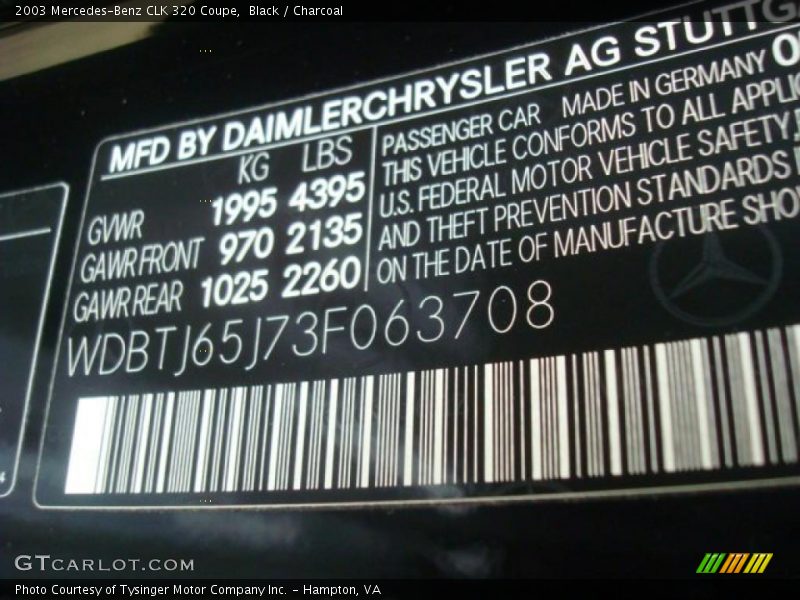 2003 Mercedes-Benz CLK 320 Coupe,  Black / Charcoal
MFD BY DAIMLERCHRYSLER AG STUTTG
KG LBS
GVWR 1995 4395
GAWR FRONT 970 2135
GAWR REAR 1025 2260
PASSENGER CAR MADE IN GERMANY
THIS VEHICLE CONFORMS TO ALL APPLIC
U.S. FEDERAL MOTOR VEHICLE SAFETY,
AND THEFT PREVENTION STANDARDS
ON THE DATE OF MANUFACTURE SHO
WDBTJ65J73F063708
GTCARLOT.COM
Photo Courtesy of Tysinger Motor Company Inc. - Hampton, VA